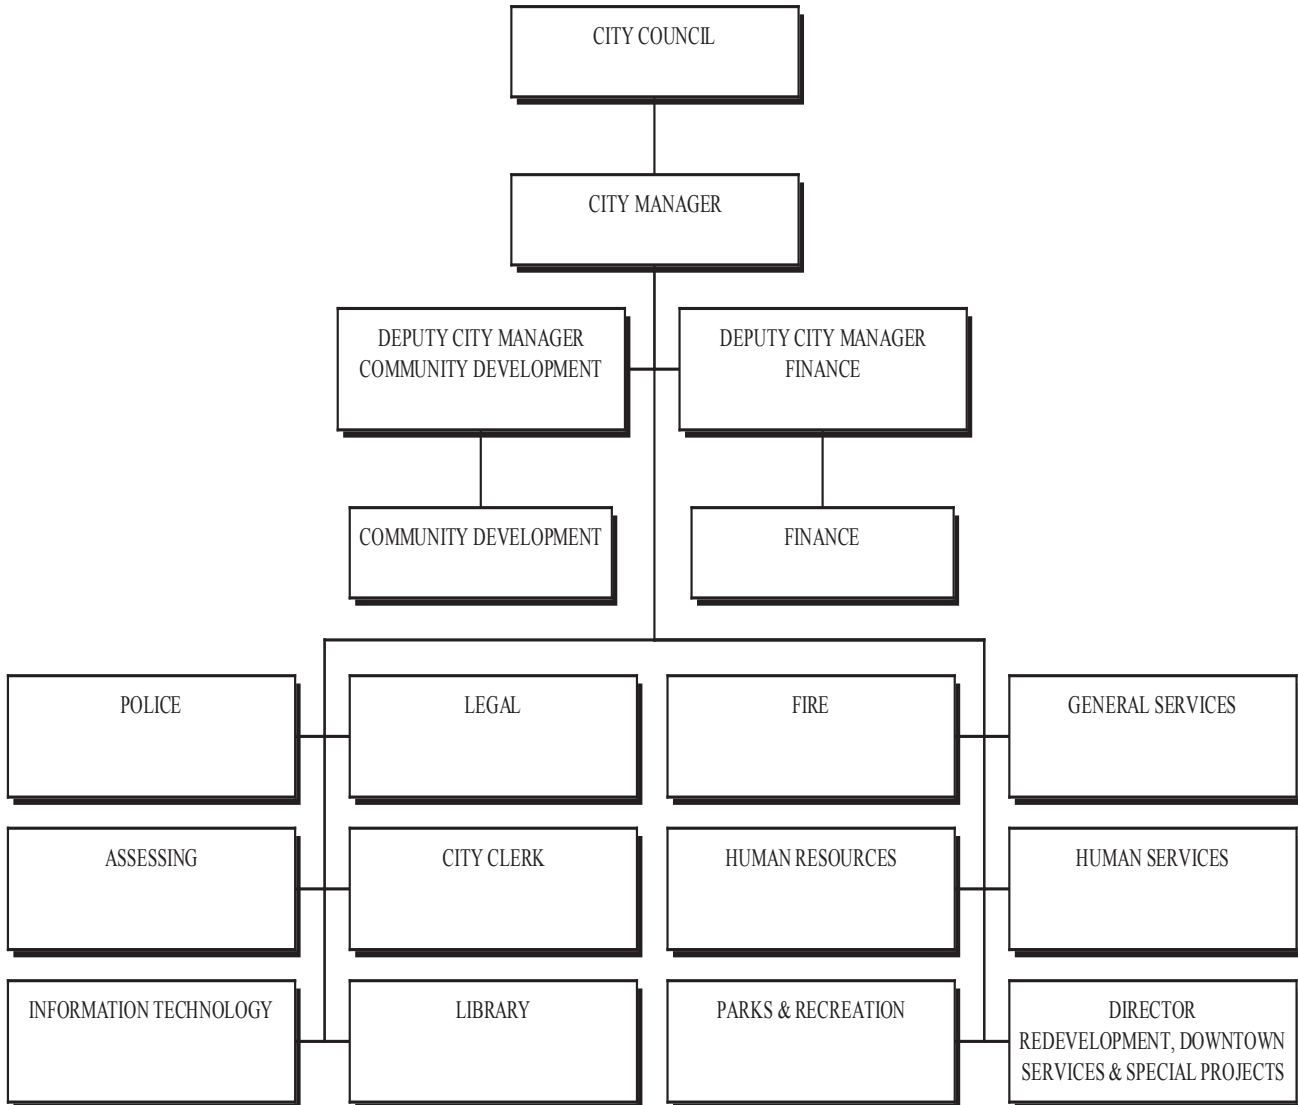 CITY COUNCIL
CITY MANAGER
DEPUTY CITY MANAGER
COMMUNITY DEVELOPMENT
DEPUTY CITY MANAGER
FINANCE
COMMUNITY DEVELOPMENT
FINANCE
POLICE
LEGAL
FIRE
GENERAL SERVICES
ASSESSING
CITY CLERK
HUMAN RESOURCES
HUMAN SERVICES
INFORMATION TECHNOLOGY
LIBRARY
PARKS & RECREATION
DIRECTOR
REDEVELOPMENT, DOWNTOWN
SERVICES & SPECIAL PROJECTS